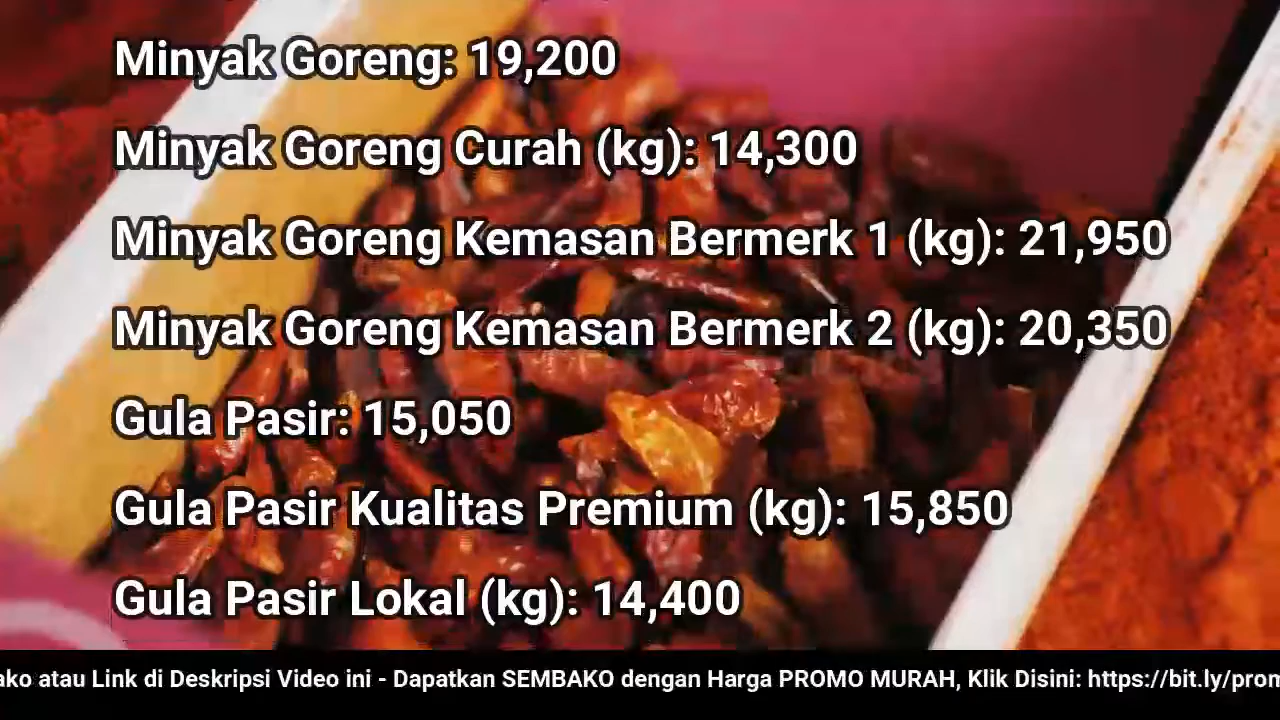 Minyak Goreng: 19,200
Minyak Goreng Curah (kg): 14,300
Minyak Goreng Kemasan Bermerk 1 (kg): 21,950
Minyak Goreng Kemasan Bermerk 2 (kg): 20,350
Gula Pasir: 15,050
Gula Pasir Kualitas Premium (kg): 15,850
Gula Pasir Lokal (kg): 14,400
atau Link di Deskripsi Video ini - Dapatkan SEMBAKO dengan Harga PROMO MURAH, Klik Disini: https://bit.ly/prom